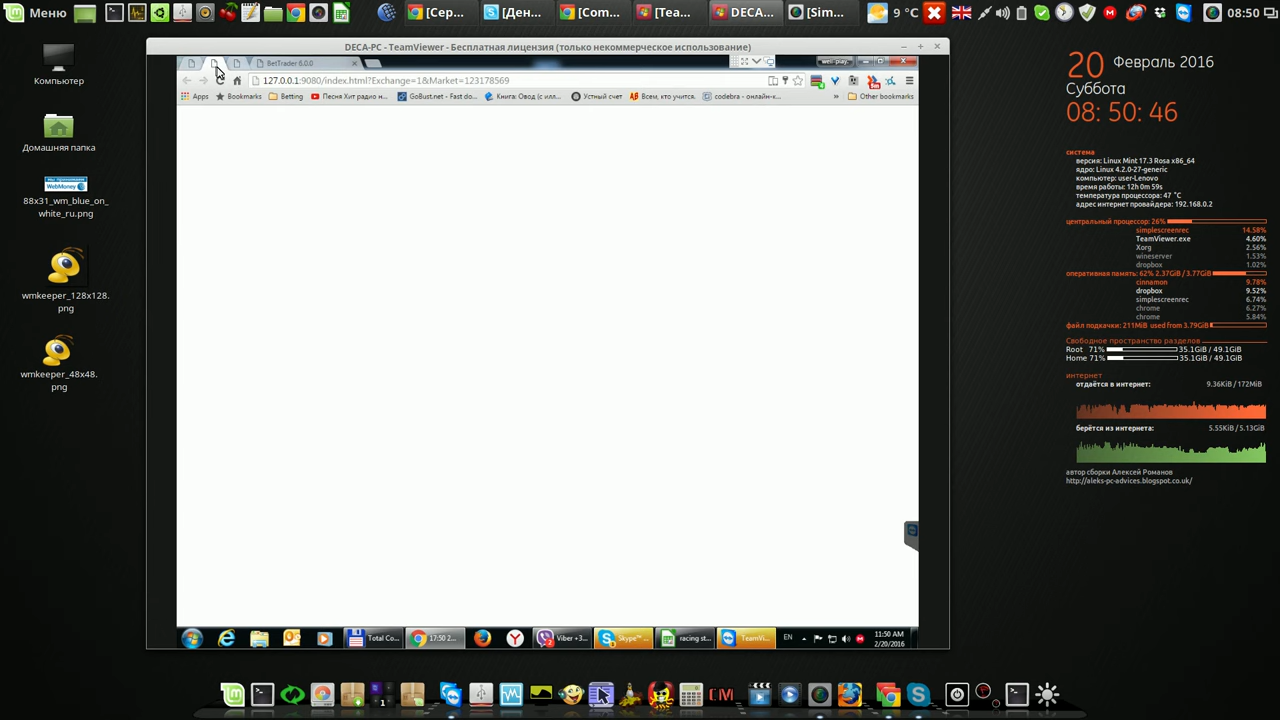 Меню
[Сер...
[Ден...
[Com...
[Tea...
DECA...
[Sim...
9 °C
08:50
DECA-PC - TeamViewer - Бесплатная лицензия (только некоммерческое использование)
BetTrader 6.0.0
well-play.
127.0.0.1:9080/index.html?Exchange=1&Market=123178569
Apps
Bookmarks
Betting
Песня Хит радио н...
GoBust.net - Fast do...
Книга: Овод (с илл...
Устный счет
Всем, кто учится.
codebra - онлайн-к...
»
Other bookmarks
Компьютер
Домашняя папка
мы принимаем
WebMoney
88x31_wm_blue_on_
white_ru.png
wmkeeper_128x128.
png
wmkeeper_48x48.
png
20 Февраль 2016
Суббота
08: 50: 46
система
версия: Linux Mint 17.3 Rosa x86_64
ядро: Linux 4.2.0-27-generic
компьютер: user-Lenovo
время работы: 12h 0m 59s
температура процессора: 47 °C
адрес интернет провайдера: 192.168.0.2
центральный процессор: 26%
simplescreenrec 14.58%
TeamViewer.exe 4.60%
Xorg 2.56%
wineserver 1.53%
dropbox 1.02%
оперативная память: 62% 2.37GiB / 3.77GiB
cinnamon 9.78%
dropbox 9.52%
simplescreenrec 6.74%
chrome 6.27%
chrome 5.84%
файл подкачки: 211MiB used from 3.79GiB
Свободное пространство разделов
Root 71% 35.1GiB / 49.1GiB
Home 71% 35.1GiB / 49.1GiB
интернет
отдаётся в интернет: 9.36KiB / 172MiB
берётся из интернета: 5.55KiB / 5.13GiB
автор сборки Алексей Романов
http://aleks-pc-advices.blogspot.co.uk/
Total Co...
17:50 2...
Viber +3...
Skype™ ...
racing st...
TeamVi...
EN
11:50 AM
2/20/2016
1